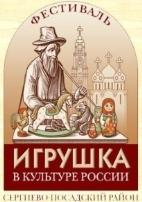 ФЕСТИВАЛЬ
ИГРУШКА
В КУЛЬТУРЕ РОССИИ
СЕРГИЕВО-ПОСАДСКИЙ РАЙОН